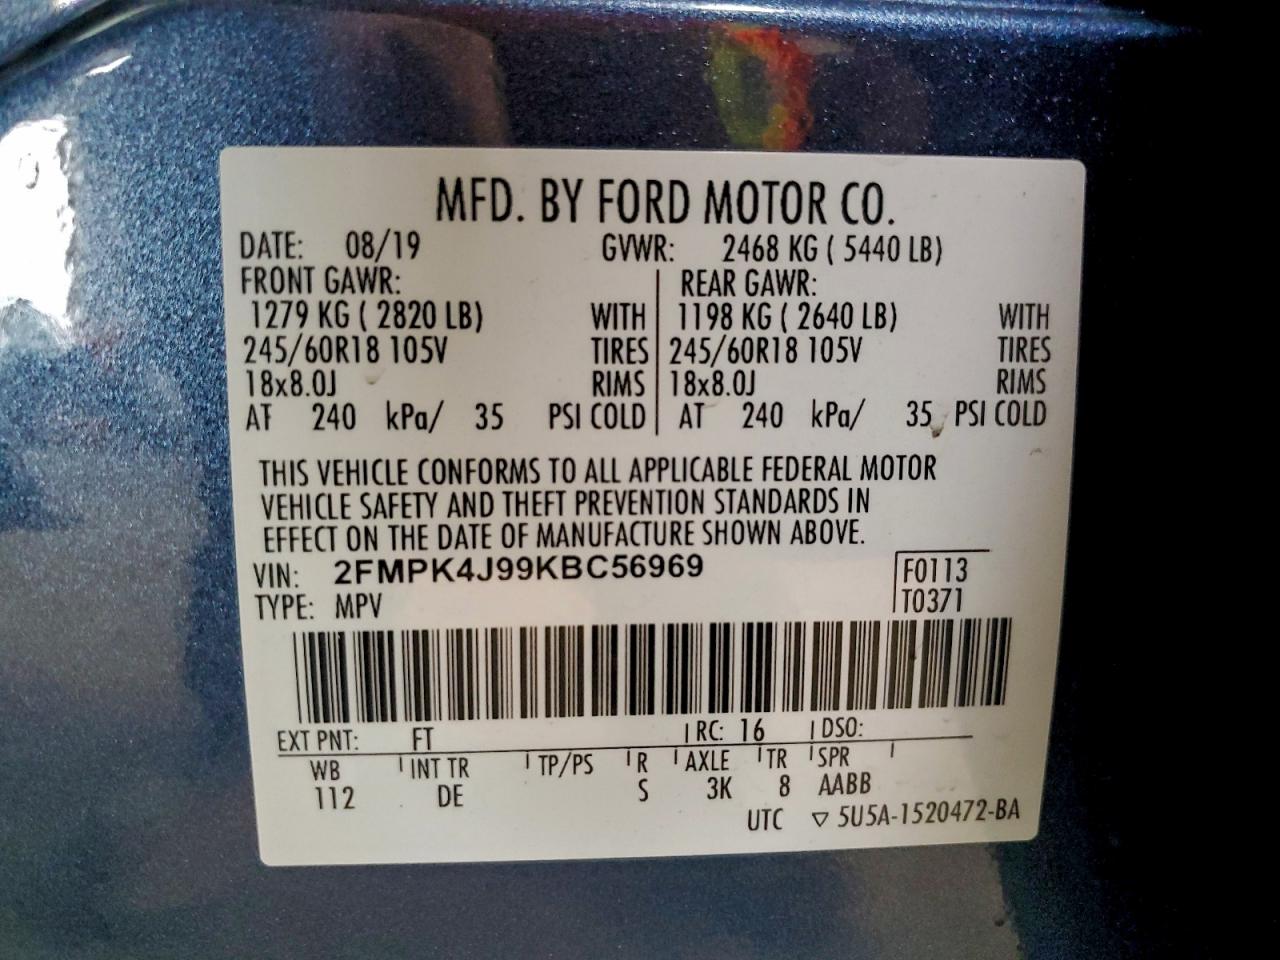 MFD. BY FORD MOTOR CO.
DATE: 08/19 GVWR: 2468 KG ( 5440 LB)
FRONT GAWR: REAR GAWR:
1279 KG ( 2820 LB) WITH 1198 KG ( 2640 LB) WITH
245/60R18 105V TIRES 245/60R18 105V TIRES
18x8.0J RIMS 18x8.0J RIMS
AT 240 kPa/ 35 PSI COLD AT 240 kPa/ 35 PSI COLD
THIS VEHICLE CONFORMS TO ALL APPLICABLE FEDERAL MOTOR
VEHICLE SAFETY AND THEFT PREVENTION STANDARDS IN
EFFECT ON THE DATE OF MANUFACTURE SHOWN ABOVE.
VIN: 2FMPK4J99KBC56969 F0113
TYPE: MPV T0371
EXT PNT: FT RC: 16 DSO:
WB INT TR TP/PS R AXLE TR SPR
112 DE S 3K 8 AABB
UTC ▽ 5U5A-1520472-BA